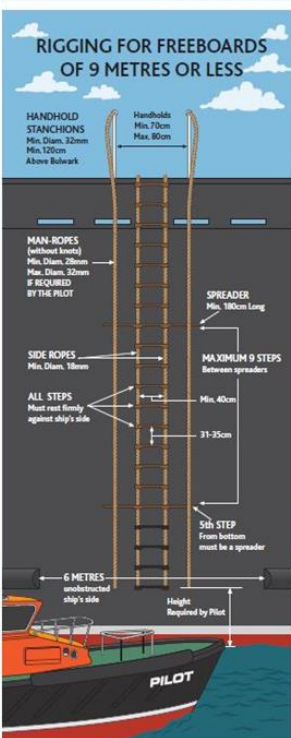 RIGGING FOR FREEBOARDS
OF 9 METRES OR LESS
HANDHOLD
STANCHIONS
Min. Diam. 32mm
Min. 120cm
Above Bulwark
Handholds
Min. 70cm
Max. 80cm
MAN-ROPES
(without knots)
Min. Diam. 28mm
Max. Diam. 32mm
IF REQUIRED
BY THE PILOT
SPREADER
Min. 180cm Long
SIDE ROPES
Min. Diam. 18mm
MAXIMUM 9 STEPS
Between spreaders
ALL STEPS
Must rest firmly
against ship's side
Min. 40cm
31-35cm
5th STEP
From bottom
must be a spreader
6 METRES
unobstructed
ship's side
Height
Required by Pilot
PILOT